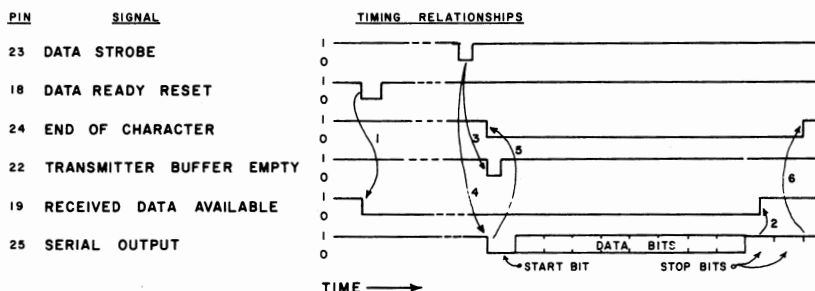 PIN SIGNAL TIMING RELATIONSHIPS
23 DATA STROBE 1 0
18 DATA READY RESET 1 0
24 END OF CHARACTER 1 0
1 3 5
22 TRANSMITTER BUFFER EMPTY 1 0
4 6
19 RECEIVED DATA AVAILABLE 1 0
2
25 SERIAL OUTPUT 1 0 DATA BITS
START BIT STOP BITS
TIME